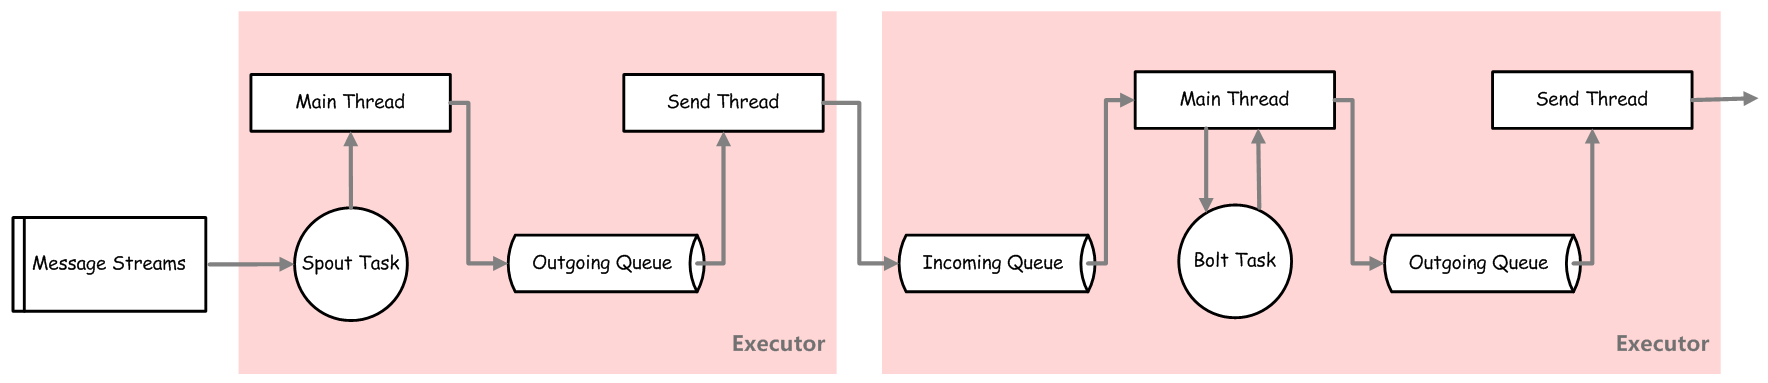 Main Thread
Send Thread
Message Streams
Spout Task
Outgoing Queue
Executor
Main Thread
Send Thread
Incoming Queue
Bolt Task
Outgoing Queue
Executor